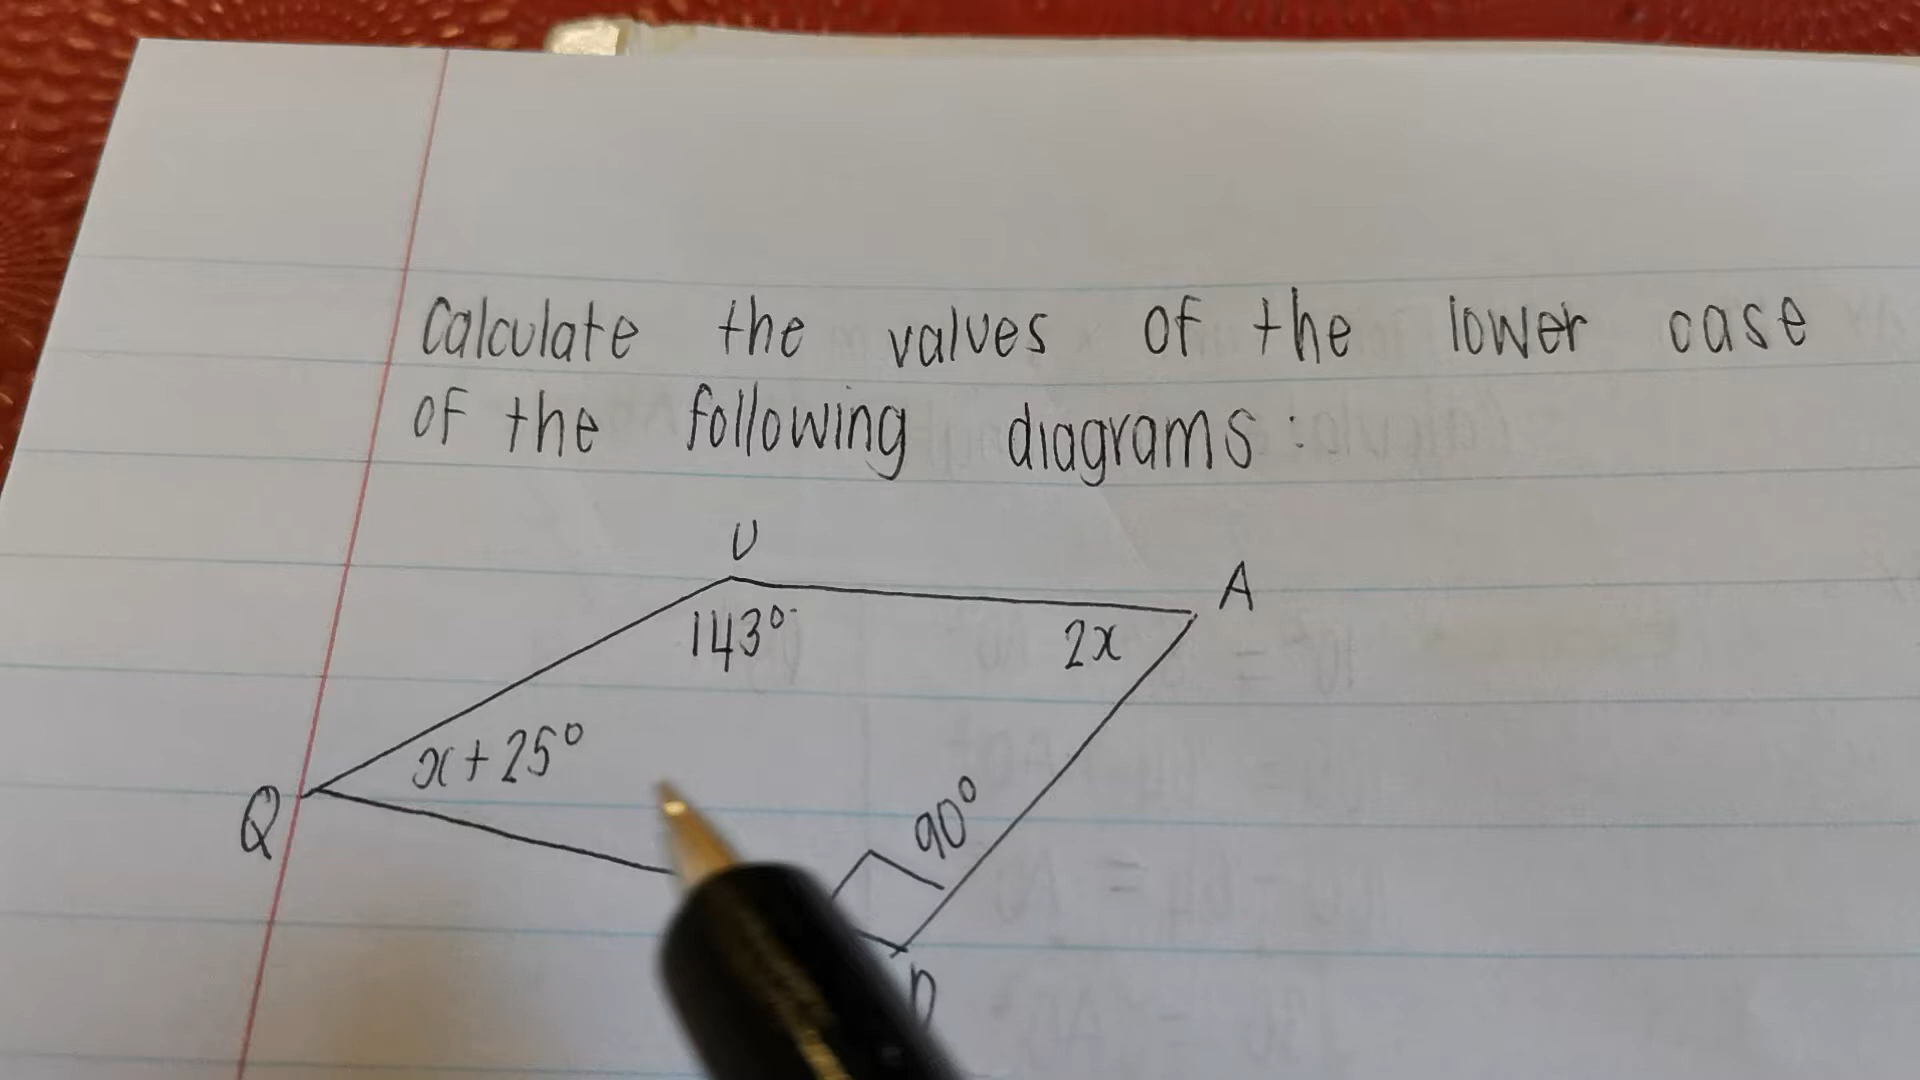 Calculate the values of the lower case
of the following diagrams:
U
A
143°
2x
x+25°
Q
90°
D